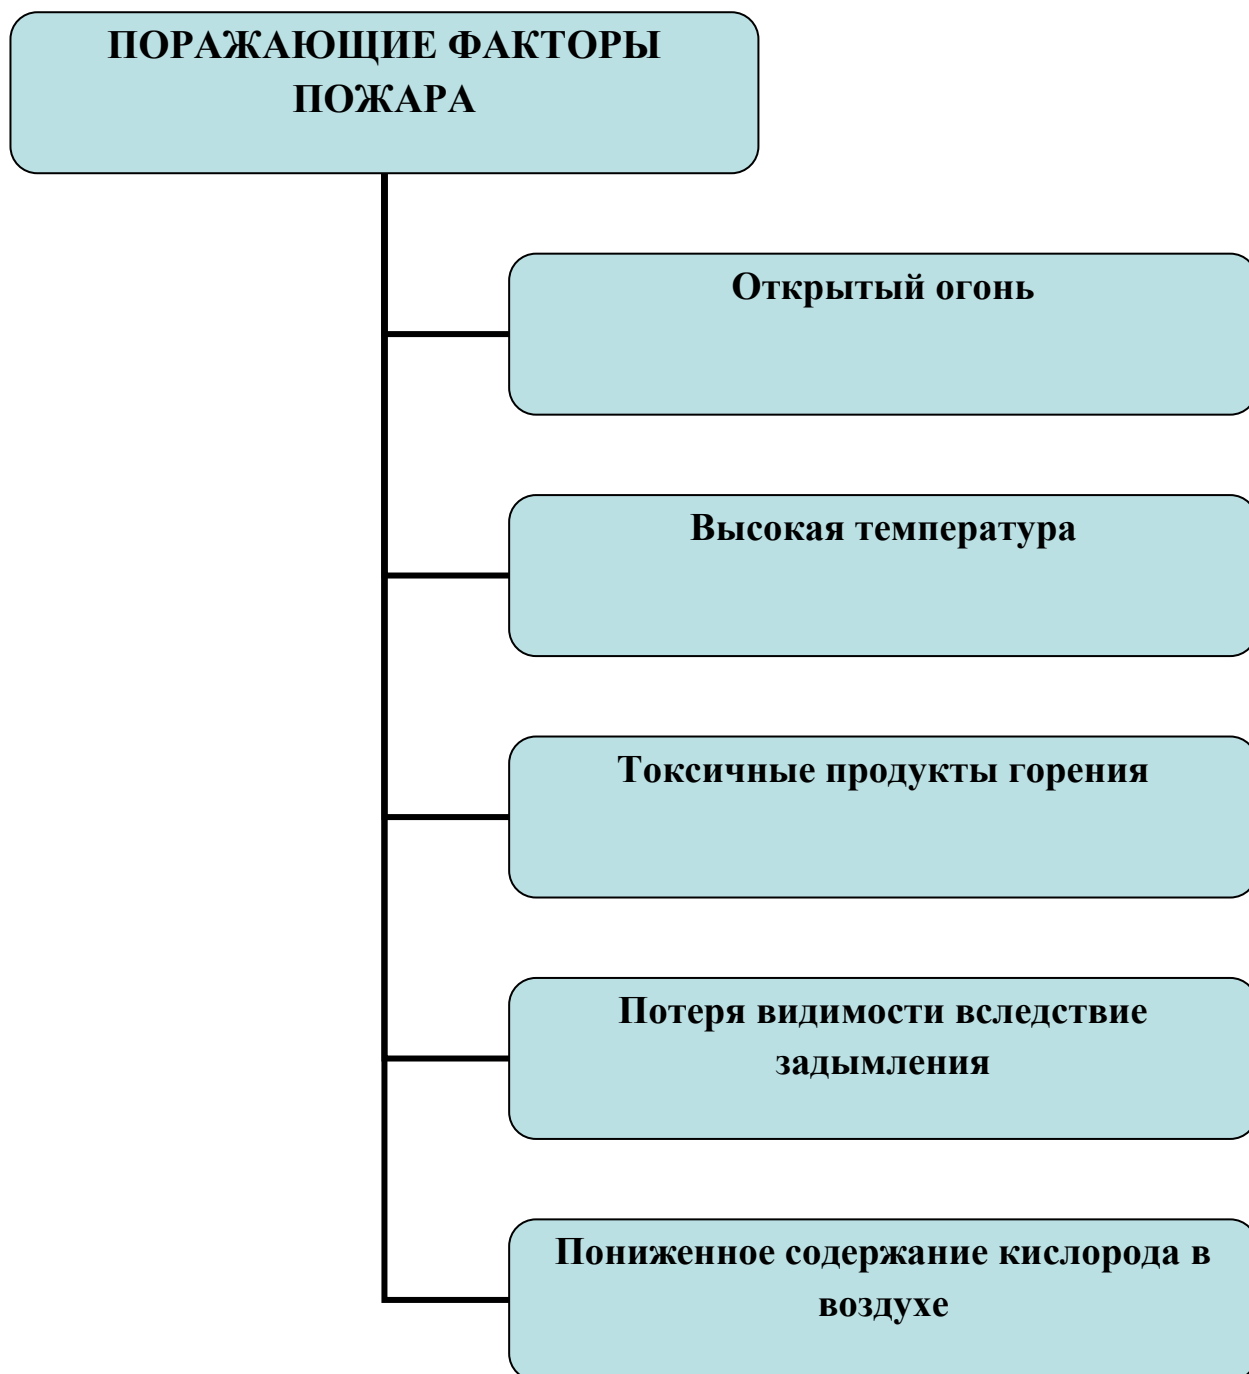 ПОРАЖАЮЩИЕ ФАКТОРЫ
ПОЖАРА
Открытый огонь
Высокая температура
Токсичные продукты горения
Потеря видимости вследствие
задымления
Пониженное содержание кислорода в
воздухе